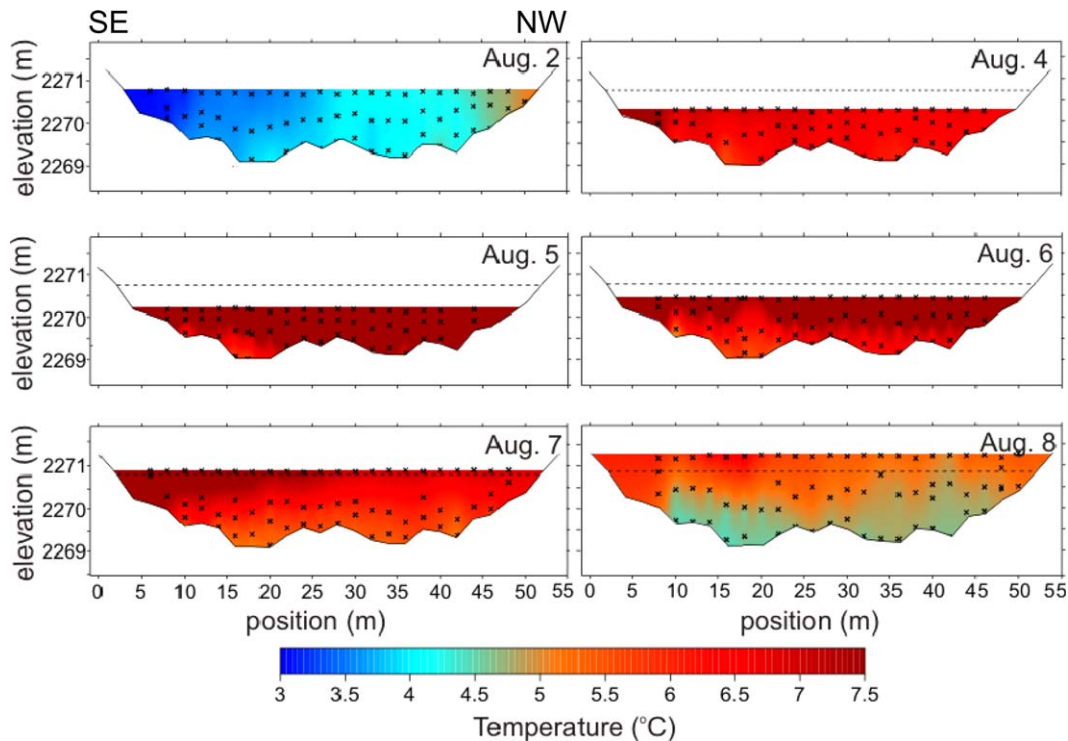 SE NW
Aug. 2 Aug. 4
elevation (m)
2271
2270
2269
Aug. 5 Aug. 6
elevation (m)
2271
2270
2269
Aug. 7 Aug. 8
elevation (m)
2271
2270
2269
0 5 10 15 20 25 30 35 40 45 50 55 5 10 15 20 25 30 35 40 45 50 55
position (m) position (m)
3 3.5 4 4.5 5 5.5 6 6.5 7 7.5
Temperature (°C)